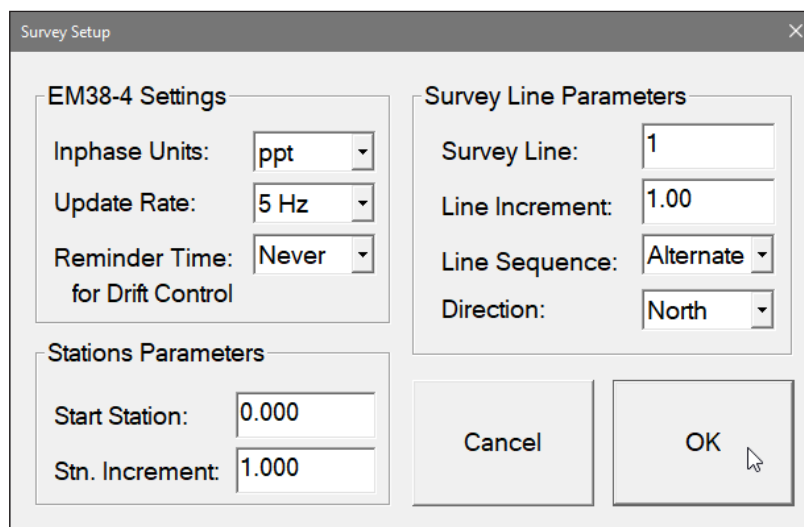 Survey Setup
EM38-4 Settings
Inphase Units: ppt
Update Rate: 5 Hz
Reminder Time: Never
for Drift Control
Stations Parameters
Start Station: 0.000
Stn. Increment: 1.000
Survey Line Parameters
Survey Line: 1
Line Increment: 1.00
Line Sequence: Alternate
Direction: North
Cancel
OK